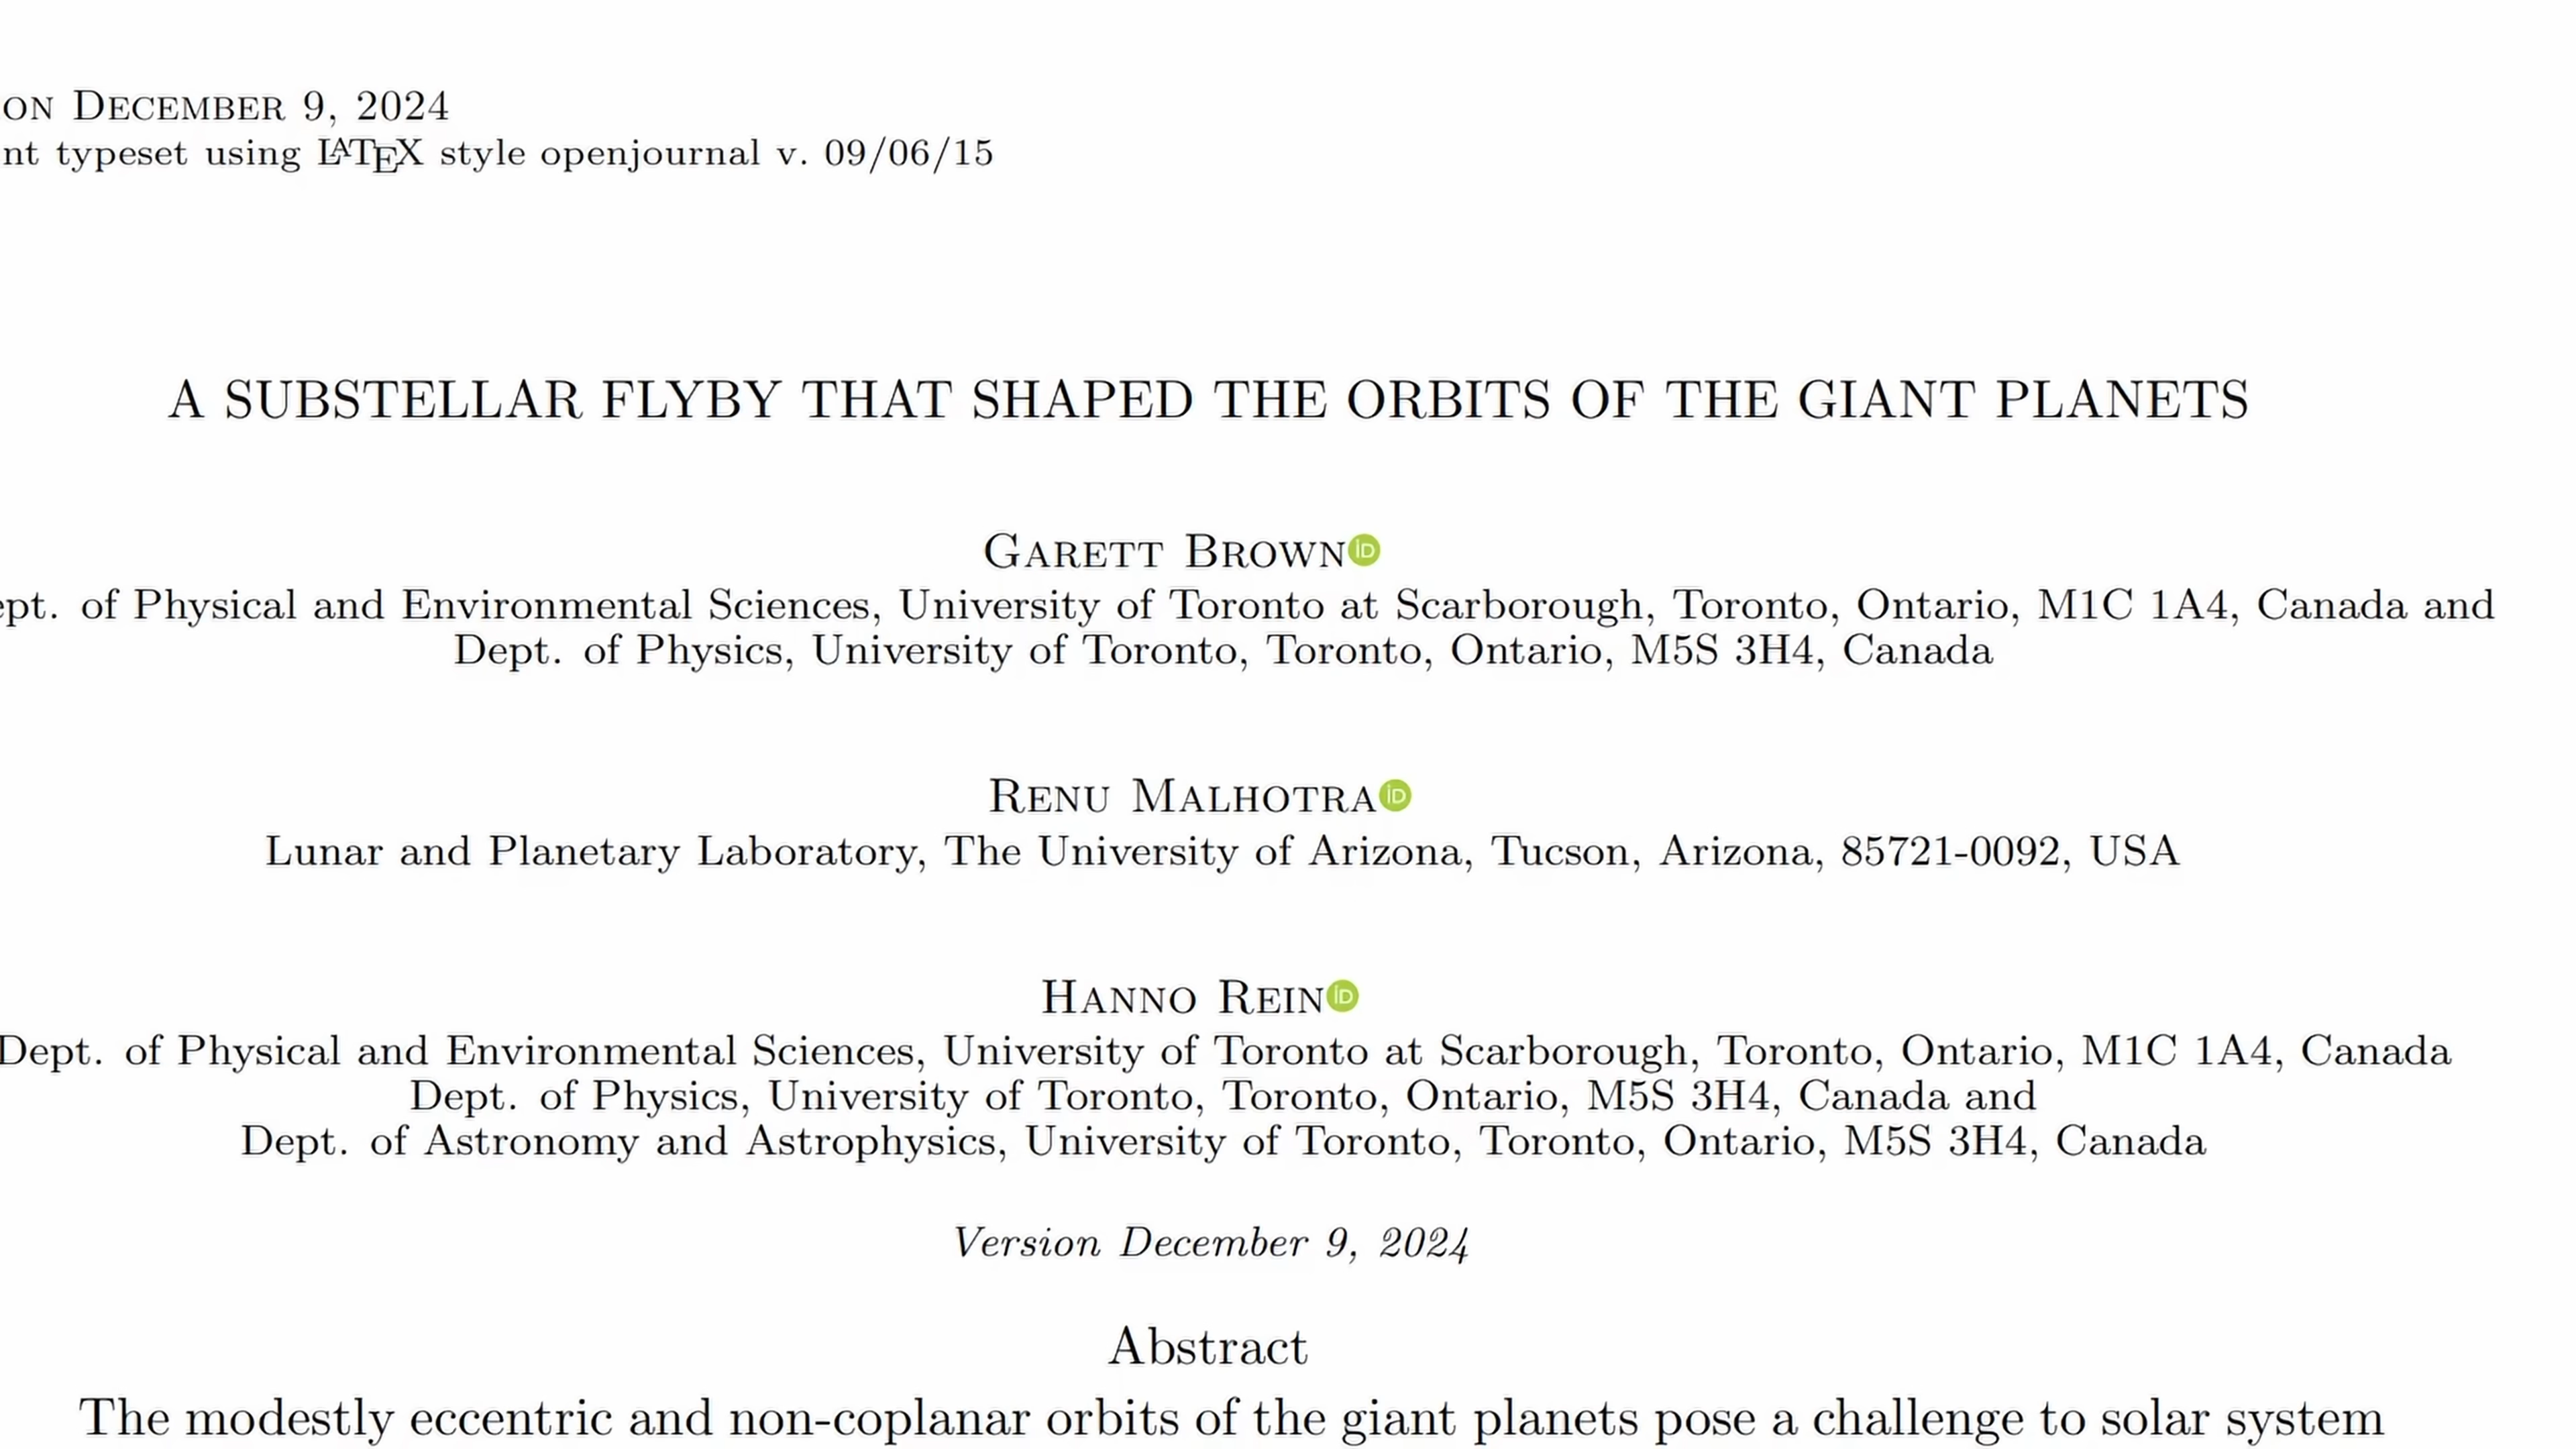 ON DECEMBER 9, 2024
nt typeset using LATEX style openjournal v. 09/06/15
A SUBSTELLAR FLYBY THAT SHAPED THE ORBITS OF THE GIANT PLANETS
GARETT BROWN iD
ept. of Physical and Environmental Sciences, University of Toronto at Scarborough, Toronto, Ontario, M1C 1A4, Canada and
Dept. of Physics, University of Toronto, Toronto, Ontario, M5S 3H4, Canada
RENU MALHOTRA iD
Lunar and Planetary Laboratory, The University of Arizona, Tucson, Arizona, 85721-0092, USA
HANNO REIN iD
Dept. of Physical and Environmental Sciences, University of Toronto at Scarborough, Toronto, Ontario, M1C 1A4, Canada
Dept. of Physics, University of Toronto, Toronto, Ontario, M5S 3H4, Canada and
Dept. of Astronomy and Astrophysics, University of Toronto, Toronto, Ontario, M5S 3H4, Canada
Version December 9, 2024
Abstract
The modestly eccentric and non-coplanar orbits of the giant planets pose a challenge to solar system